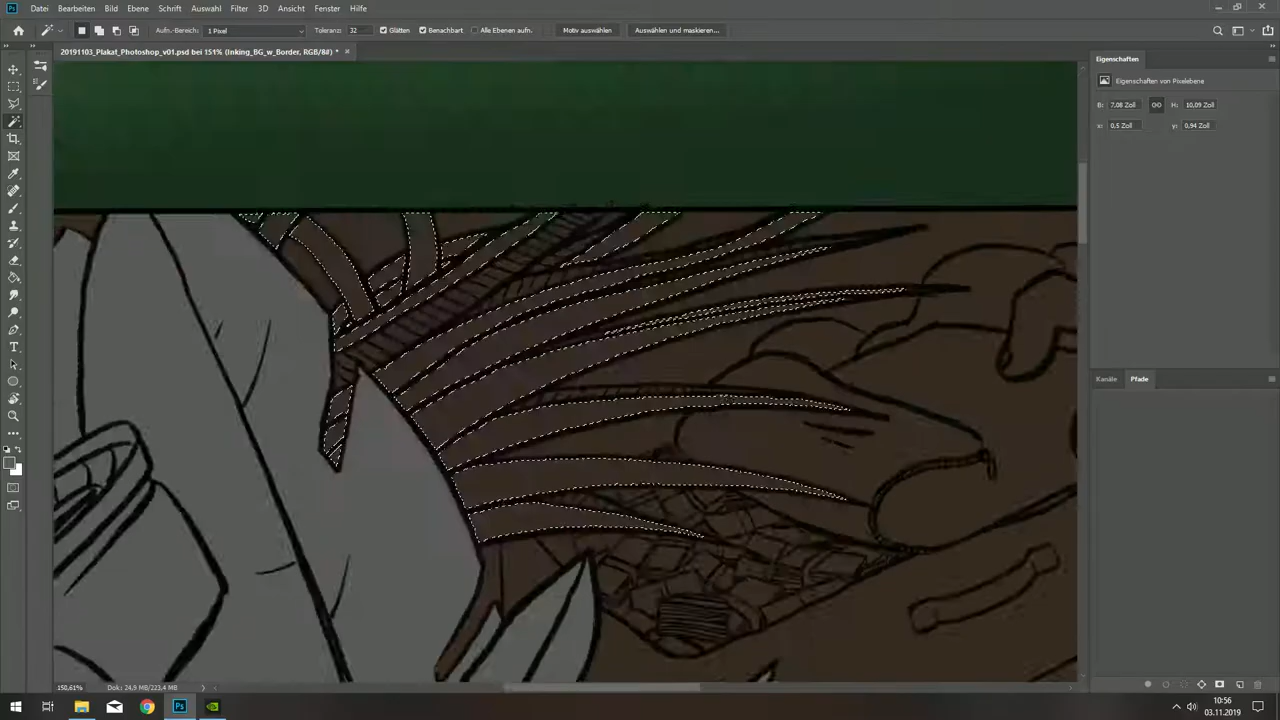 Datei Bearbeiten Bild Ebene Schrift Auswahl Filter 3D Ansicht Fenster Hilfe
Aufn.-Bereich: 1 Pixel Toleranz: 32 Glätten Benachbart Alle Ebenen aufn. Motiv auswählen Auswählen und maskieren...
20191103_Plakat_Photoshop_v01.psd bei 151% (Inking_BG_w_Border, RGB/8#) *
Eigenschaften
Eigenschaften von Pixelebene
B: 7,08 Zoll H: 10,09 Zoll
x: 0,5 Zoll y: 0,94 Zoll
Kanäle Pfade
150,61% Dok.: 24,9 MB/223,4 MB
10:56
03.11.2019